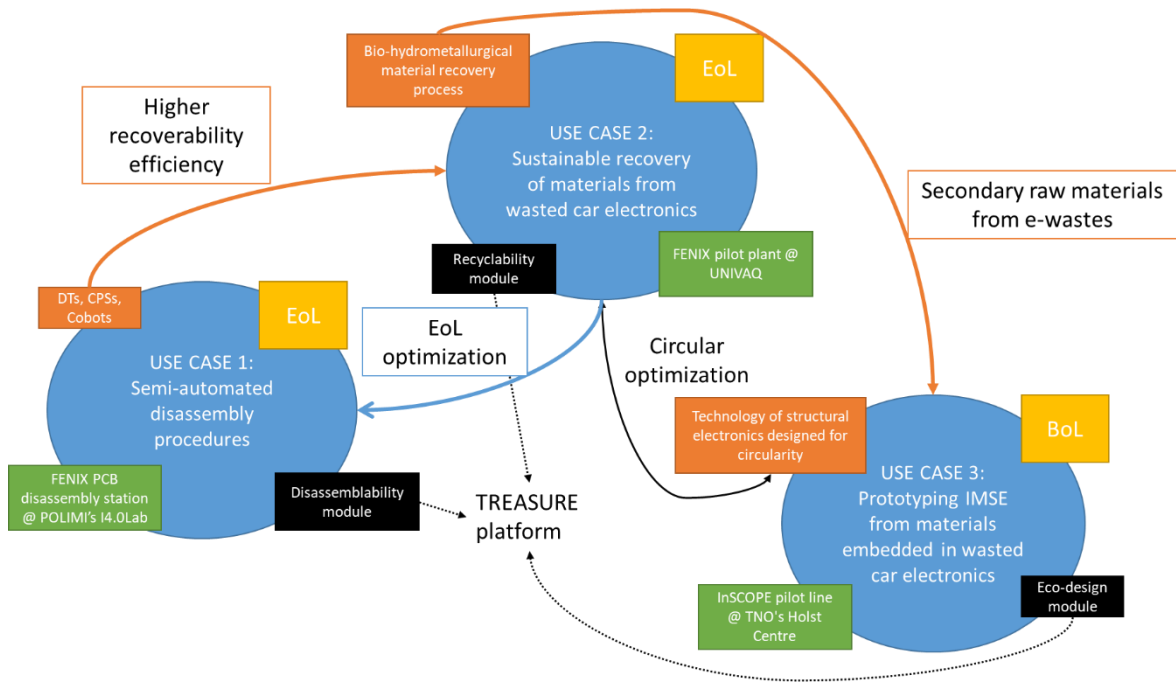 Bio-hydrometallurgical
material recovery
process
EoL
Higher
recoverability
efficiency
USE CASE 2:
Sustainable recovery
of materials from
wasted car electronics
Secondary raw materials
from e-wastes
Recyclability
module
FENIX pilot plant @
UNIVAQ
DTs, CPSs,
Cobots
EoL
EoL
optimization
Circular
optimization
USE CASE 1:
Semi-automated
disassembly
procedures
Technology of structural
electronics designed for
circularity
BoL
FENIX PCB
disassembly station
@ POLIMI's I4.0Lab
Disassemblability
module
TREASURE
platform
USE CASE 3:
Prototyping IMSE
from materials
embedded in wasted
car electronics
InSCOPE pilot line
@ TNO's Holst
Centre
Eco-design
module